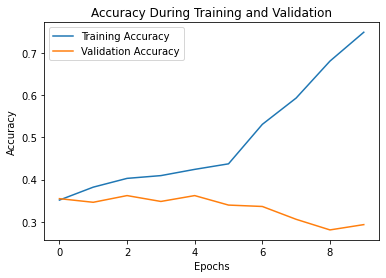 Accuracy During Training and Validation
Training Accuracy
Validation Accuracy
0.7
0.6
0.5
0.4
0.3
Accuracy
0 2 4 6 8
Epochs